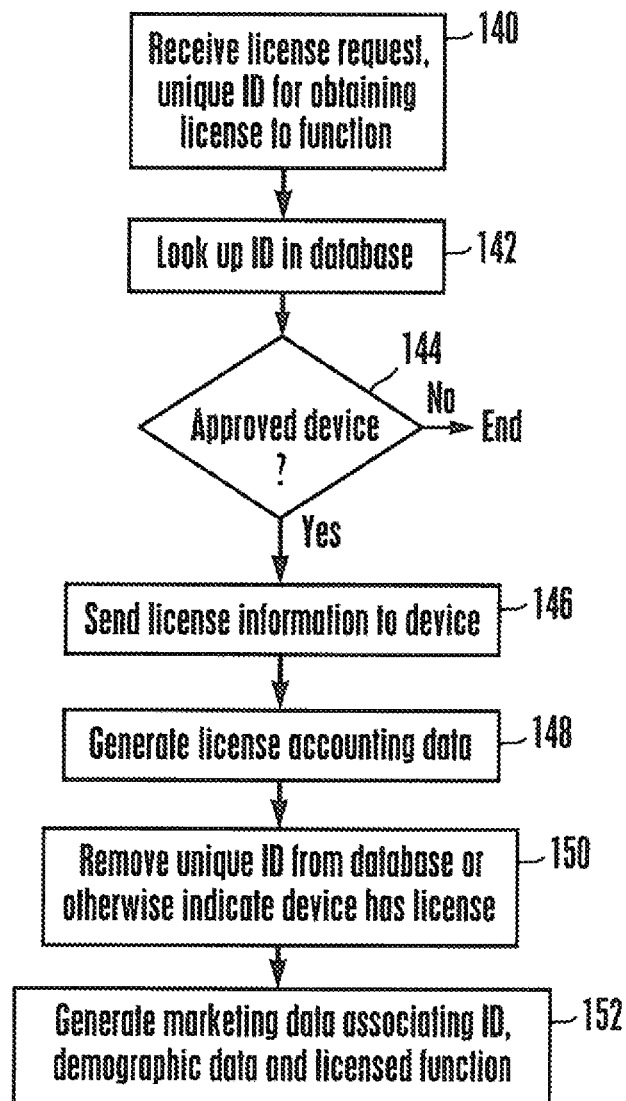 Receive license request,
unique ID for obtaining
license to function
140
Look up ID in database
142
144
Approved device
?
No
End
Yes
Send license information to device
146
Generate license accounting data
148
Remove unique ID from database or
otherwise indicate device has license
150
Generate marketing data associating ID,
demographic data and licensed function
152